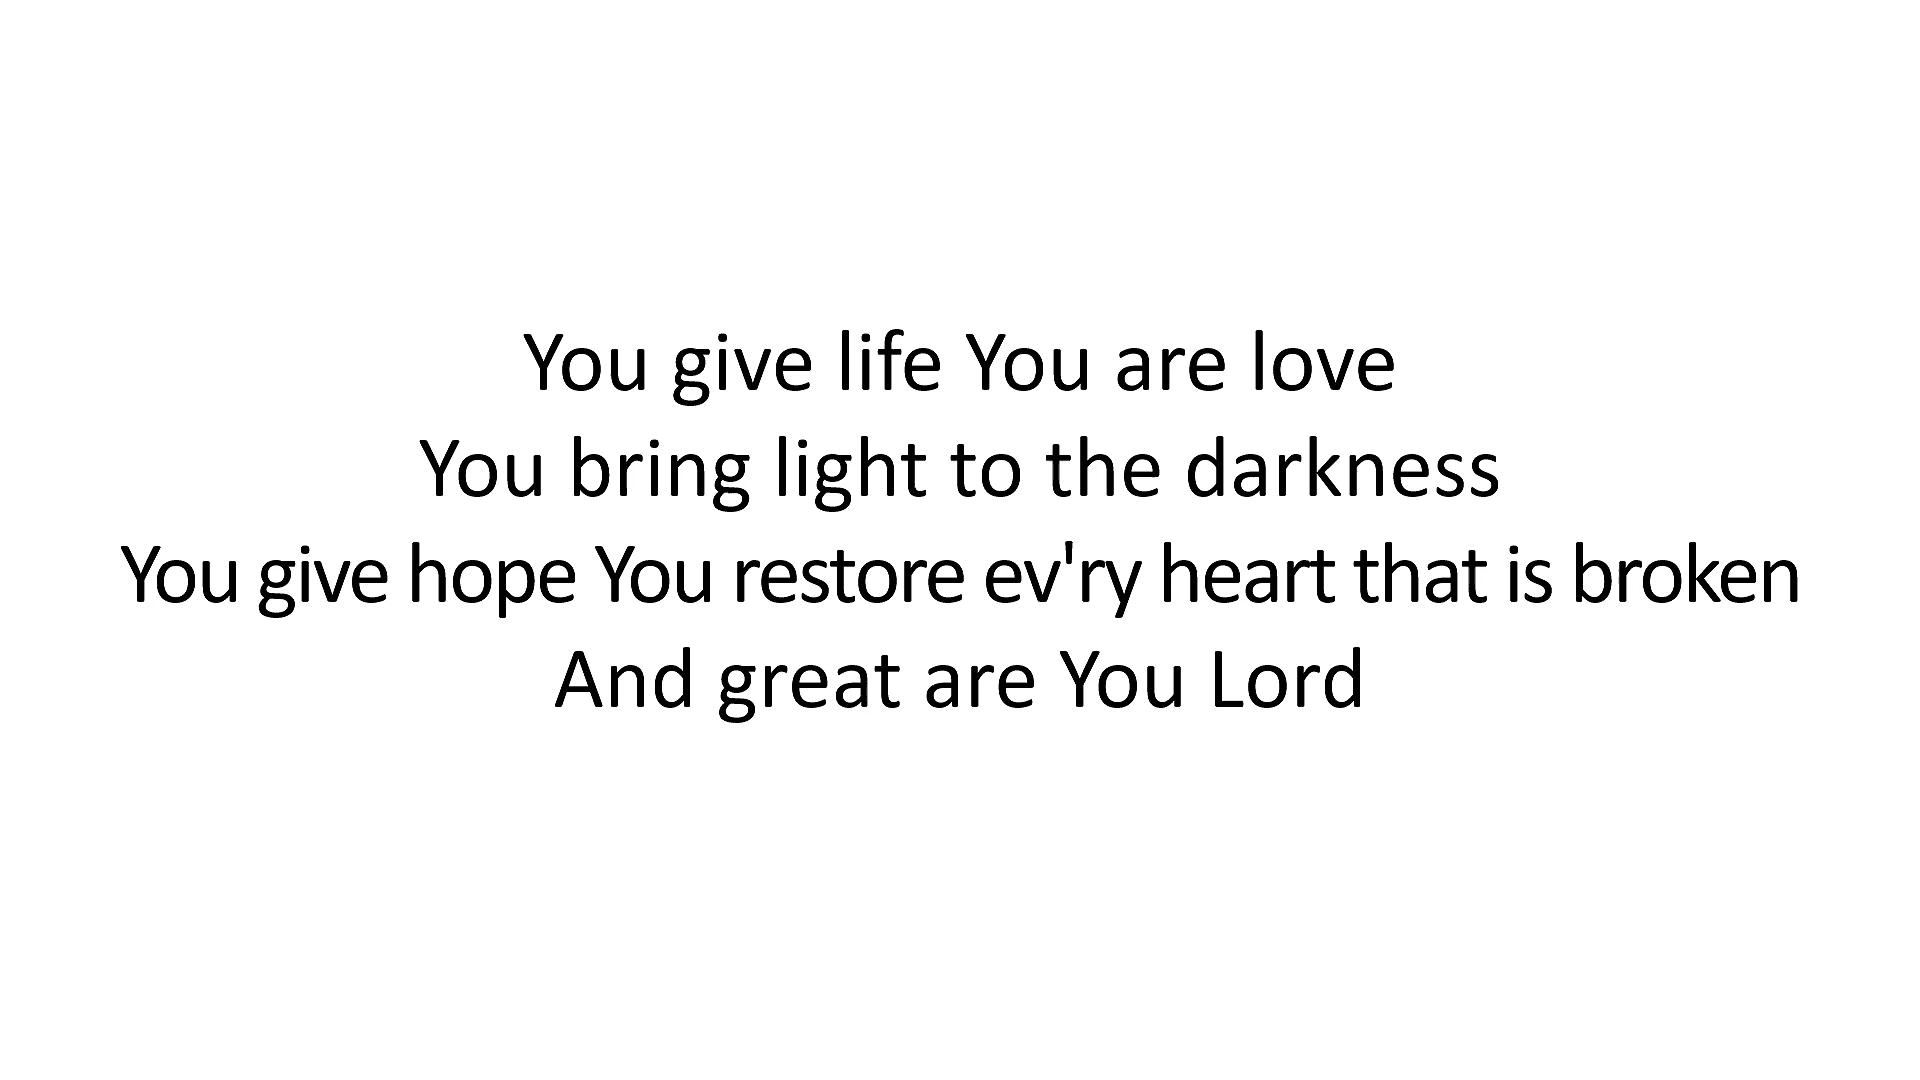 You give life You are love
You bring light to the darkness
You give hope You restore ev'ry heart that is broken
And great are You Lord